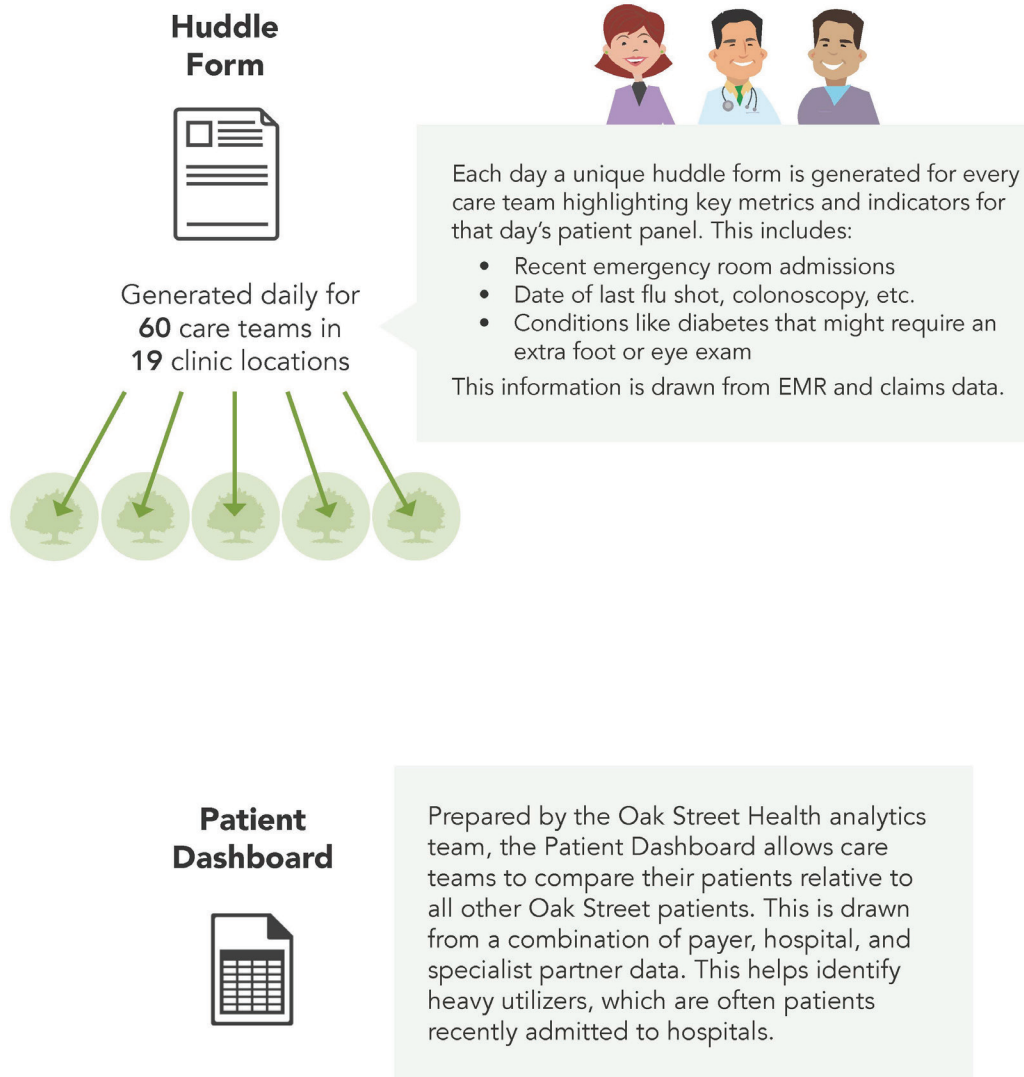 Huddle
Form
Generated daily for
60 care teams in
19 clinic locations
Each day a unique huddle form is generated for every
care team highlighting key metrics and indicators for
that day's patient panel. This includes:
• Recent emergency room admissions
• Date of last flu shot, colonoscopy, etc.
• Conditions like diabetes that might require an
extra foot or eye exam
This information is drawn from EMR and claims data.
Patient
Dashboard
Prepared by the Oak Street Health analytics
team, the Patient Dashboard allows care
teams to compare their patients relative to
all other Oak Street patients. This is drawn
from a combination of payer, hospital, and
specialist partner data. This helps identify
heavy utilizers, which are often patients
recently admitted to hospitals.